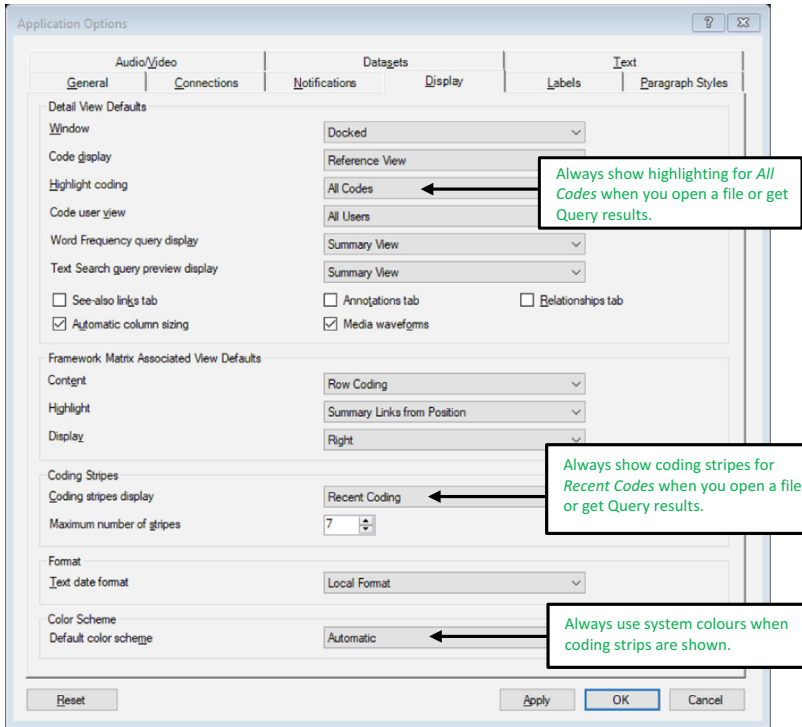 Application Options
Audio/Video Datasets Text
General Connections Notifications Display Labels Paragraph Styles
Detail View Defaults
Window Docked
Code display Reference View
Highlight coding All Codes
Always show highlighting for All
Codes when you open a file or get
Query results.
Code user view All Users
Word Frequency query display Summary View
Text Search query preview display Summary View
See-also links tab Annotations tab Relationships tab
Automatic column sizing Media waveforms
Framework Matrix Associated View Defaults
Content Row Coding
Highlight Summary Links from Position
Display Right
Coding Stripes
Coding stripes display Recent Coding
Always show coding stripes for
Recent Codes when you open a file
or get Query results.
Maximum number of stripes 7
Format
Text date format Local Format
Color Scheme
Default color scheme Automatic
Always use system colours when
coding strips are shown.
Reset Apply OK Cancel